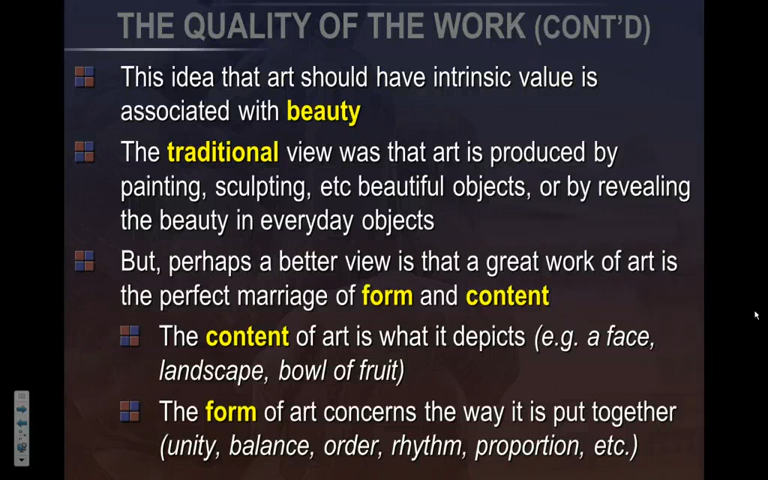 THE QUALITY OF THE WORK (CONT'D)
This idea that art should have intrinsic value is
associated with beauty
The traditional view was that art is produced by
painting, sculpting, etc beautiful objects, or by revealing
the beauty in everyday objects
But, perhaps a better view is that a great work of art is
the perfect marriage of form and content
The content of art is what it depicts (e.g. a face,
landscape, bowl of fruit)
The form of art concerns the way it is put together
(unity, balance, order, rhythm, proportion, etc.)